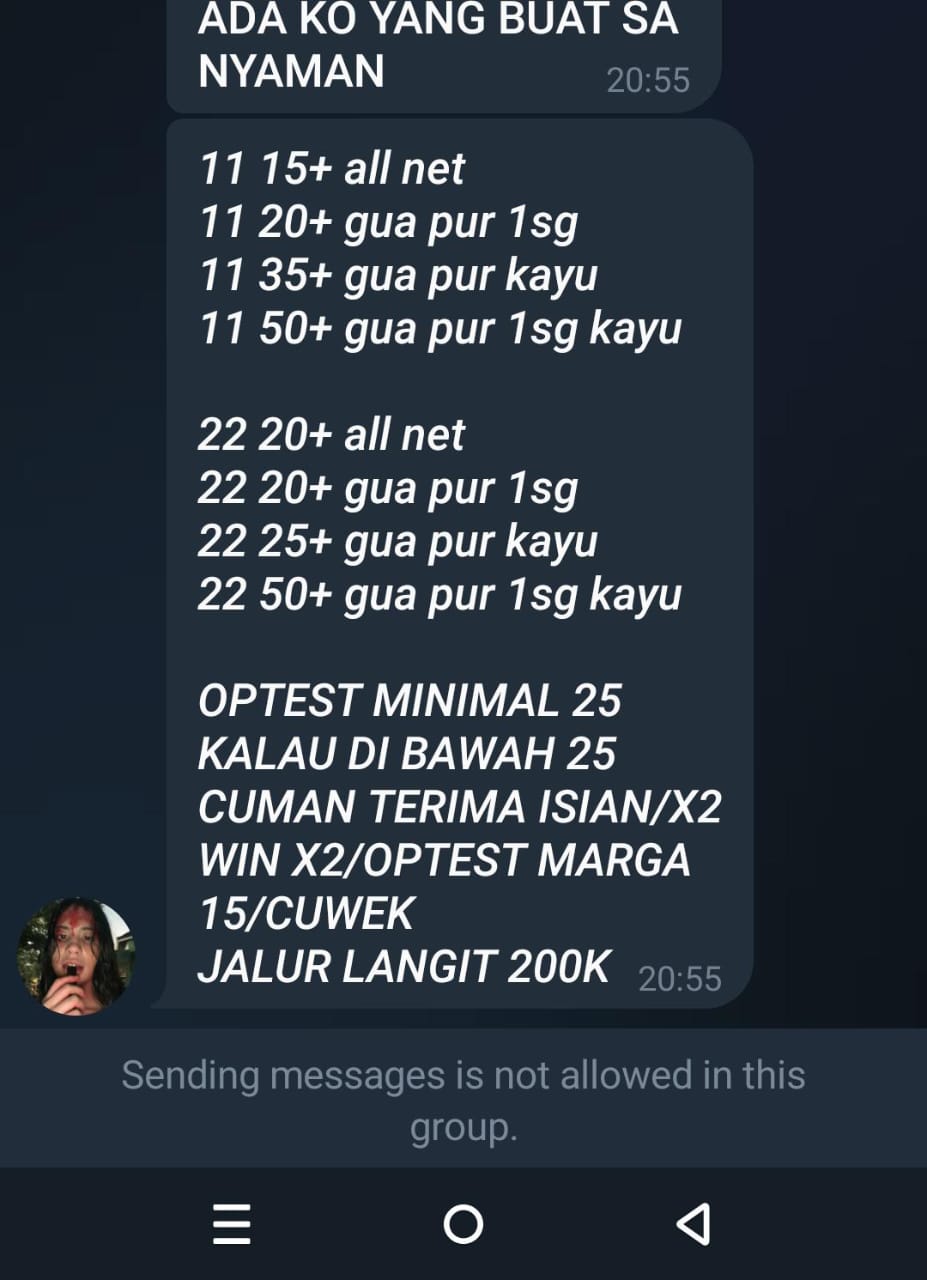 ADA KO YANG BUAT SA
NYAMAN
20:55
11 15+ all net
11 20+ gua pur 1sg
11 35+ gua pur kayu
11 50+ gua pur 1sg kayu
22 20+ all net
22 20+ gua pur 1sg
22 25+ gua pur kayu
22 50+ gua pur 1sg kayu
OPTEST MINIMAL 25
KALAU DI BAWAH 25
CUMAN TERIMA ISIAN/X2
WIN X2/OPTEST MARGA
15/CUWEK
JALUR LANGIT 200K
20:55
Sending messages is not allowed in this
group.